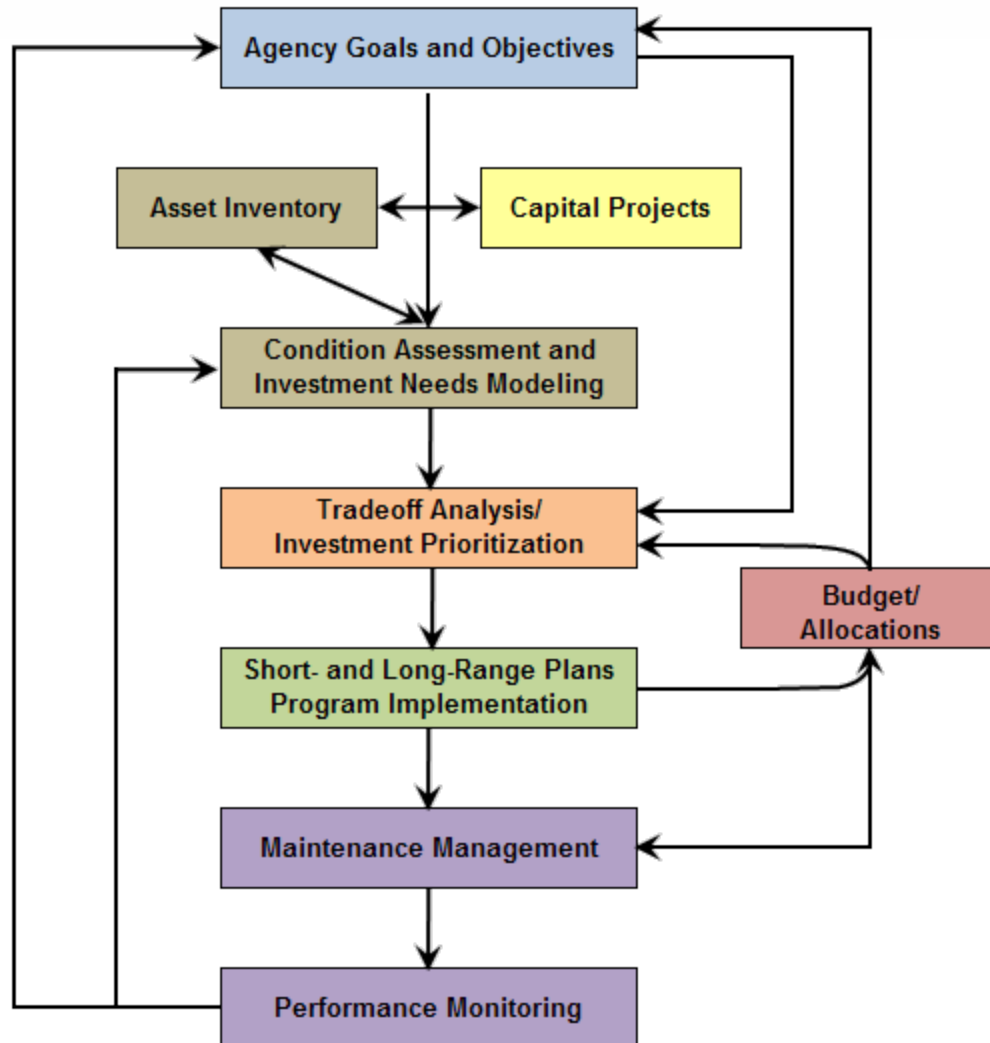 Agency Goals and Objectives
Asset Inventory
Capital Projects
Condition Assessment and
Investment Needs Modeling
Tradeoff Analysis/
Investment Prioritization
Budget/
Allocations
Short- and Long-Range Plans
Program Implementation
Maintenance Management
Performance Monitoring